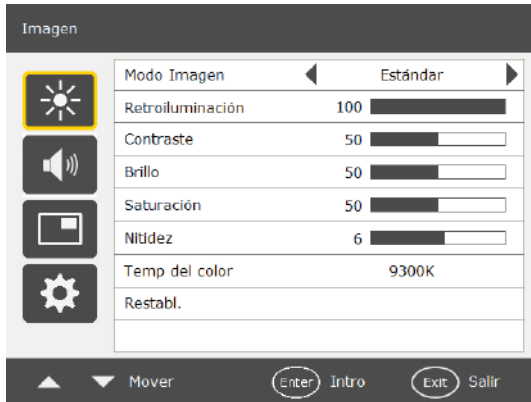 Imagen
Modo Imagen Estándar
Retroiluminación 100
Contraste 50
Brillo 50
Saturación 50
Nitidez 6
Temp del color 9300K
Restabl.
Mover Enter Intro Exit Salir